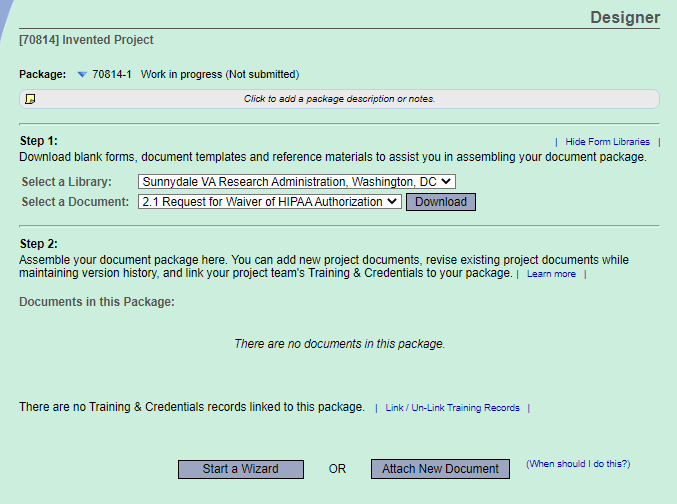 Designer
[70814] Invented Project
Package: 70814-1 Work in progress (Not submitted)
Click to add a package description or notes.
Step 1: | Hide Form Libraries |
Download blank forms, document templates and reference materials to assist you in assembling your document package.
Select a Library: Sunnydale VA Research Administration, Washington, DC
Select a Document: 2.1 Request for Waiver of HIPAA Authorization Download
Step 2:
Assemble your document package here. You can add new project documents, revise existing project documents while
maintaining version history, and link your project team's Training & Credentials to your package. | Learn more |
Documents in this Package:
There are no documents in this package.
There are no Training & Credentials records linked to this package. | Link / Un-Link Training Records |
Start a Wizard OR Attach New Document (When should I do this?)